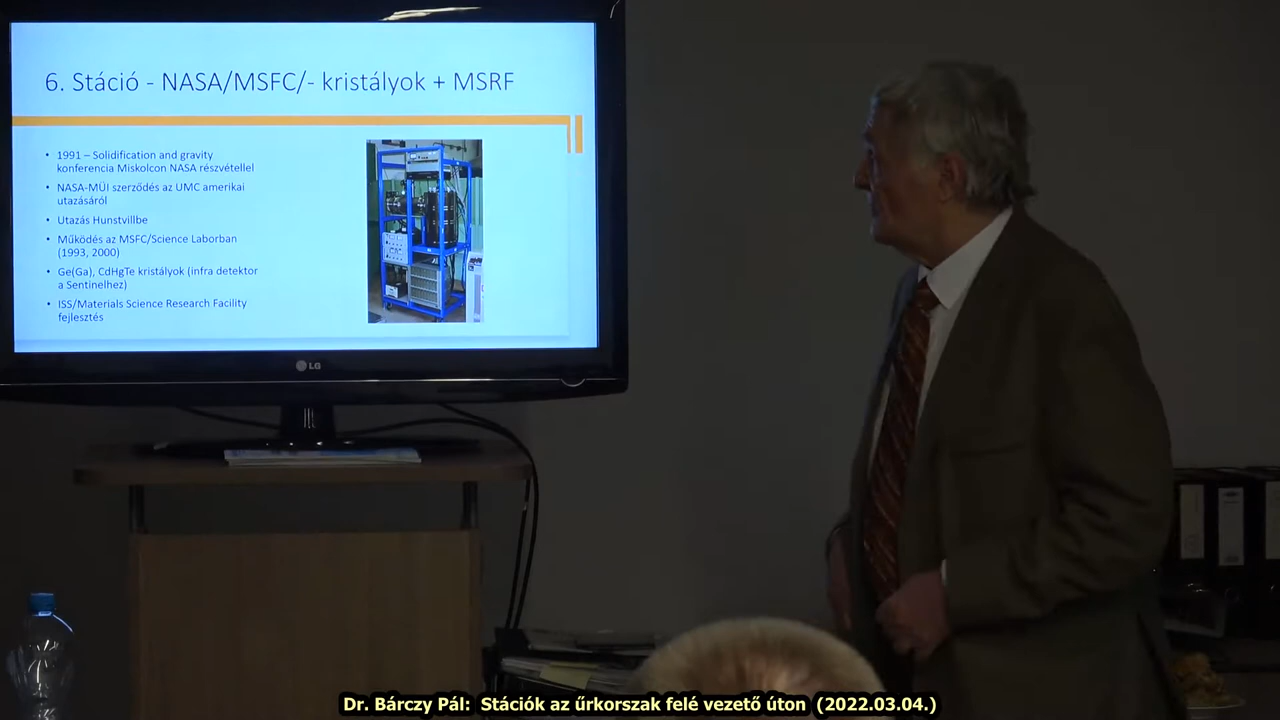 6. Stáció - NASA/MSFC/- kristályok + MSRF
• 1991 – Solidification and gravity
konferencia Miskolcon NASA részvétellel
• NASA-MÜI szerződés az UMC amerikai
utazásáról
• Utazás Hunstvillbe
• Működés az MSFC/Science Laborban
(1993, 2000)
• Ge(Ga), CdHgTe kristályok (infra detektor
a Sentinelhez)
• ISS/Materials Science Research Facility
fejlesztés
LG
Dr. Bárczy Pál: Stációk az űrkorszak felé vezető úton (2022.03.04.)